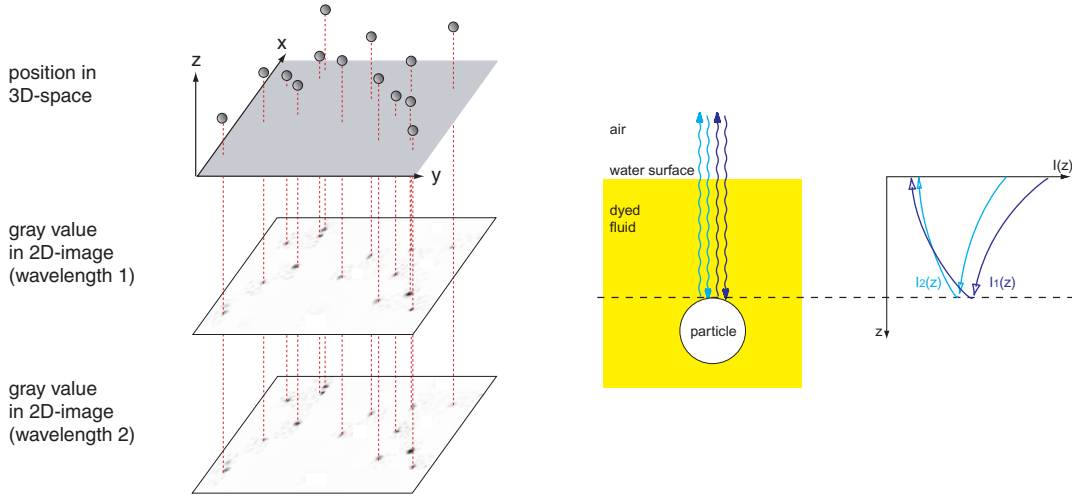 position in
3D-space
z
x
y
gray value
in 2D-image
(wavelength 1)
gray value
in 2D-image
(wavelength 2)
air
water surface
dyed
fluid
particle
I(z)
I2(z)
I1(z)
z